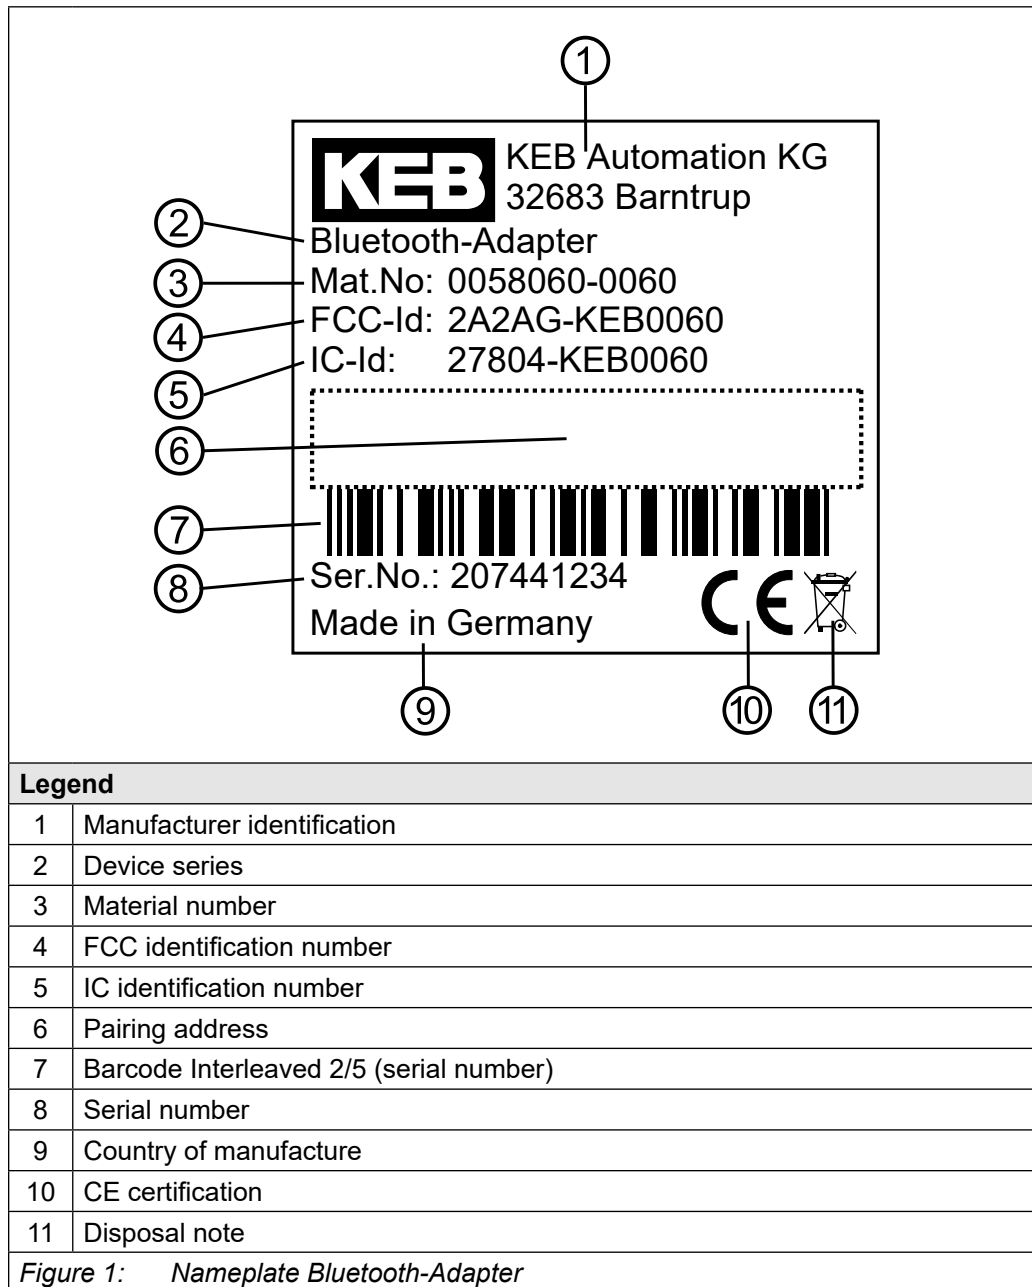 1
KEB
KEB Automation KG
32683 Barntrup
2
Bluetooth-Adapter
3
Mat.No: 0058060-0060
4
FCC-Id: 2A2AG-KEB0060
5
IC-Id: 27804-KEB0060
6
7
8
Ser.No.: 207441234
Made in Germany
CE
9
10
11
Legend
1 Manufacturer identification
2 Device series
3 Material number
4 FCC identification number
5 IC identification number
6 Pairing address
7 Barcode Interleaved 2/5 (serial number)
8 Serial number
9 Country of manufacture
10 CE certification
11 Disposal note
Figure 1: Nameplate Bluetooth-Adapter